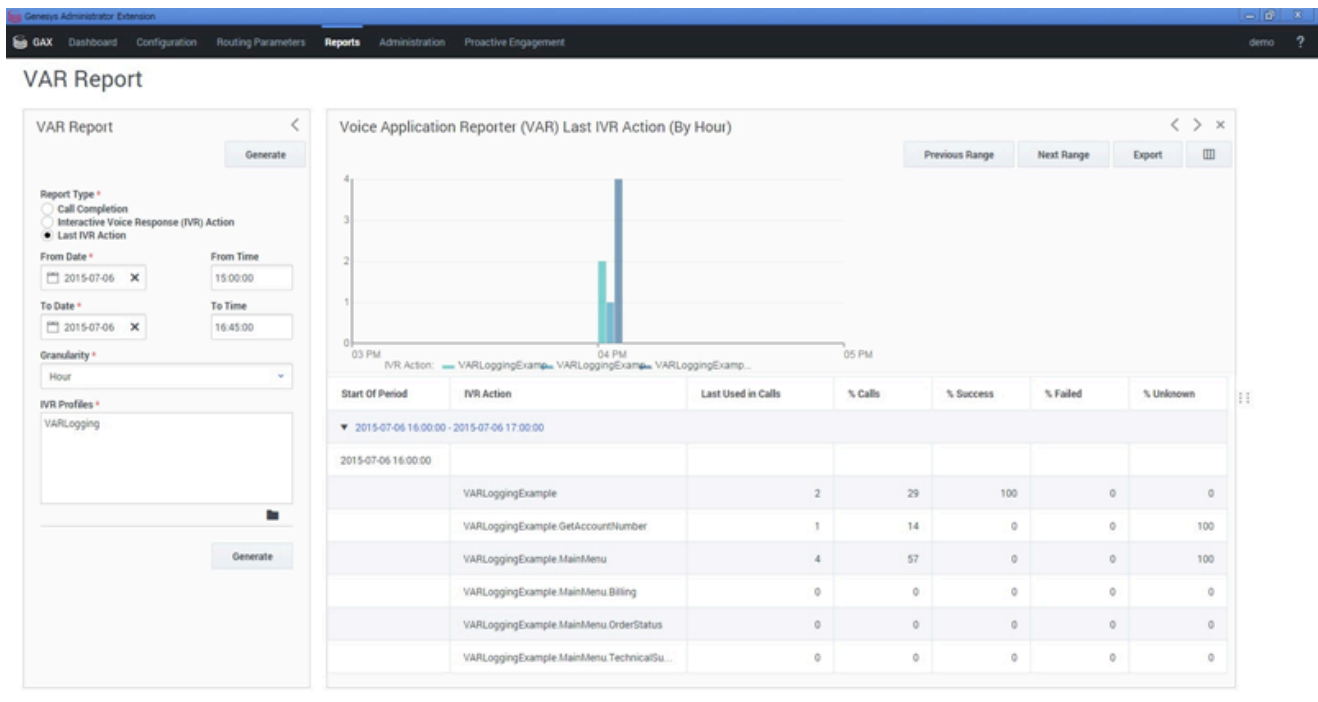 Genesys Administrator Extension
GAX Dashboard Configuration Routing Parameters Reports Administration Proactive Engagement demo ?
VAR Report
VAR Report
Generate
Report Type *
Call Completion
Interactive Voice Response (IVR) Action
Last IVR Action
From Date * From Time
2015-07-06 15:00:00
To Date * To Time
2015-07-06 16:45:00
Granularity *
Hour
IVR Profiles *
VARLogging
Generate
Voice Application Reporter (VAR) Last IVR Action (By Hour)
Previous Range Next Range Export
4
3
2
1
0
03 PM 04 PM 05 PM
IVR Action: VARLoggingExamp... VARLoggingExamp... VARLoggingExamp...
Start Of Period IVR Action Last Used in Calls % Calls % Success % Failed % Unknown
2015-07-06 16:00:00 - 2015-07-06 17:00:00
2015-07-06 16:00:00
VARLoggingExample 2 29 100 0 0
VARLoggingExample.GetAccountNumber 1 14 0 0 100
VARLoggingExample.MainMenu 4 57 0 0 100
VARLoggingExample.MainMenu.Billing 0 0 0 0 0
VARLoggingExample.MainMenu.OrderStatus 0 0 0 0 0
VARLoggingExample.MainMenu.TechnicalSu... 0 0 0 0 0